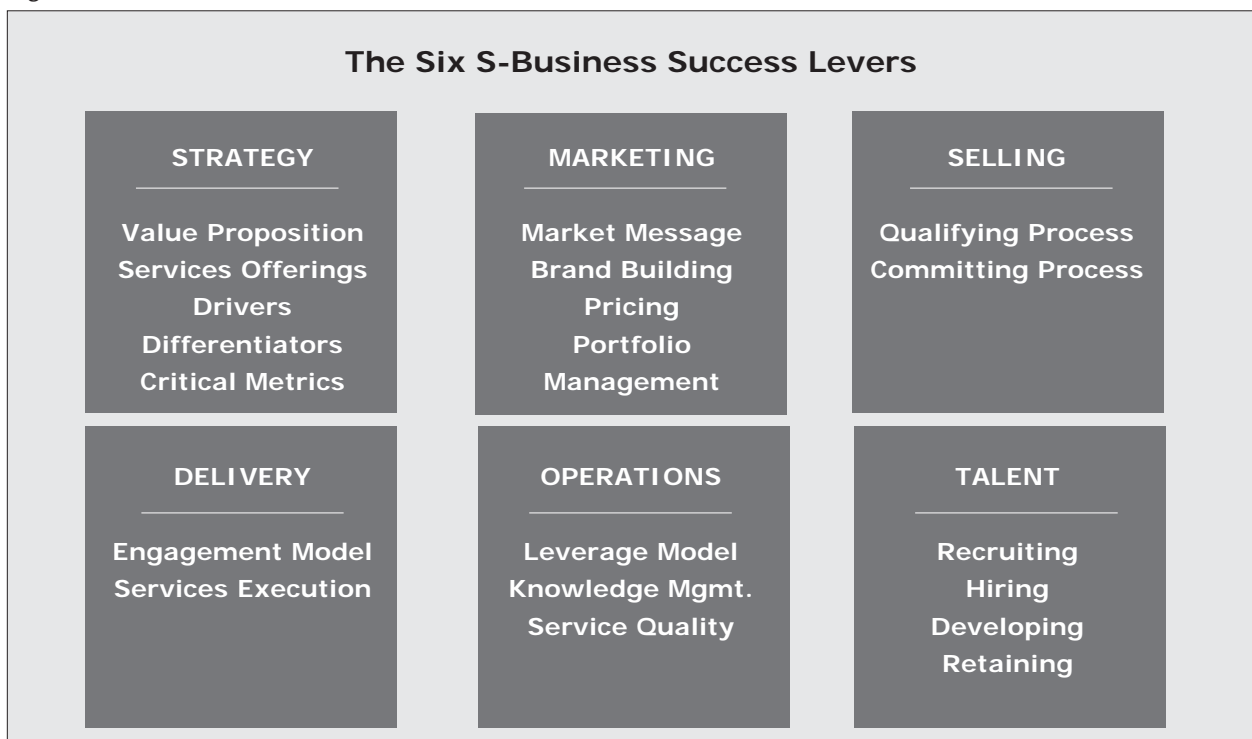 The Six S-Business Success Levers
STRATEGY
Value Proposition
Services Offerings
Drivers
Differentiators
Critical Metrics
MARKETING
Market Message
Brand Building
Pricing
Portfolio
Management
SELLING
Qualifying Process
Committing Process
DELIVERY
Engagement Model
Services Execution
OPERATIONS
Leverage Model
Knowledge Mgmt.
Service Quality
TALENT
Recruiting
Hiring
Developing
Retaining